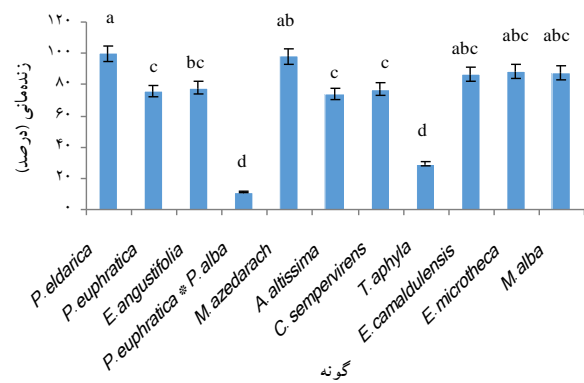 ۱۲۰
۱۰۰
۸۰
۶۰
۴۰
۲۰
۰
زنده‌مانی (درصد)
a
c
bc
d
ab
c
c
d
abc
abc
abc
P. eldarica
P. euphratica
E. angustifolia
P. euphratica * P. alba
M. azedarach
A. altissima
C. sempervirens
T. aphyla
E. camaldulensis
E. microtheca
M. alba
گونه